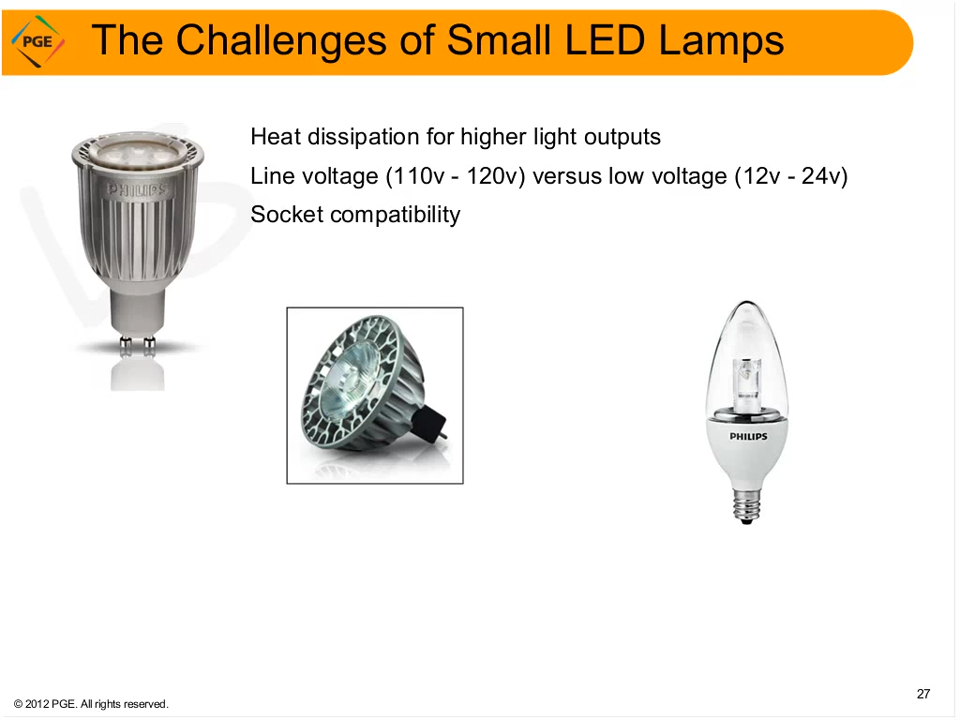 PGE
The Challenges of Small LED Lamps
Heat dissipation for higher light outputs
Line voltage (110v - 120v) versus low voltage (12v - 24v)
Socket compatibility
PHILIPS
PHILIPS
© 2012 PGE. All rights reserved.
27